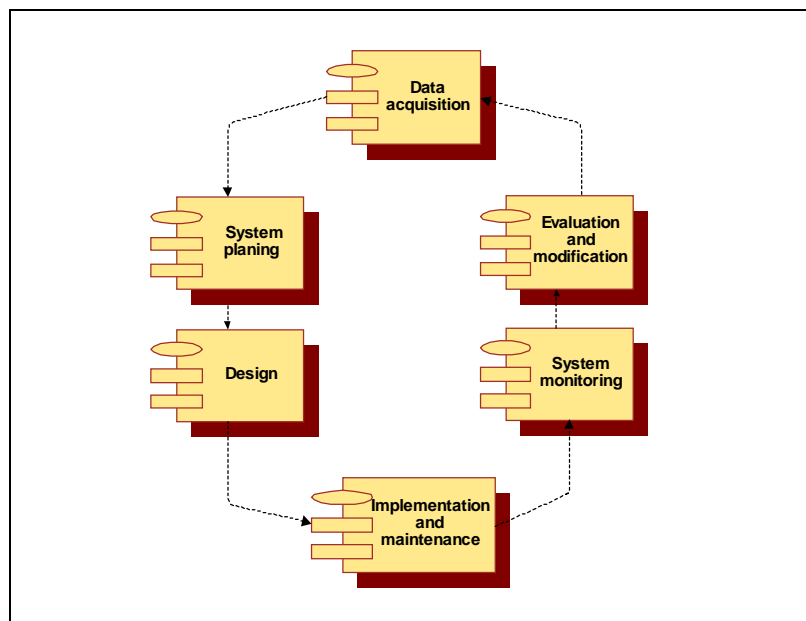 Data
acquisition
System
planing
Design
Implementation
and
maintenance
System
monitoring
Evaluation
and
modification